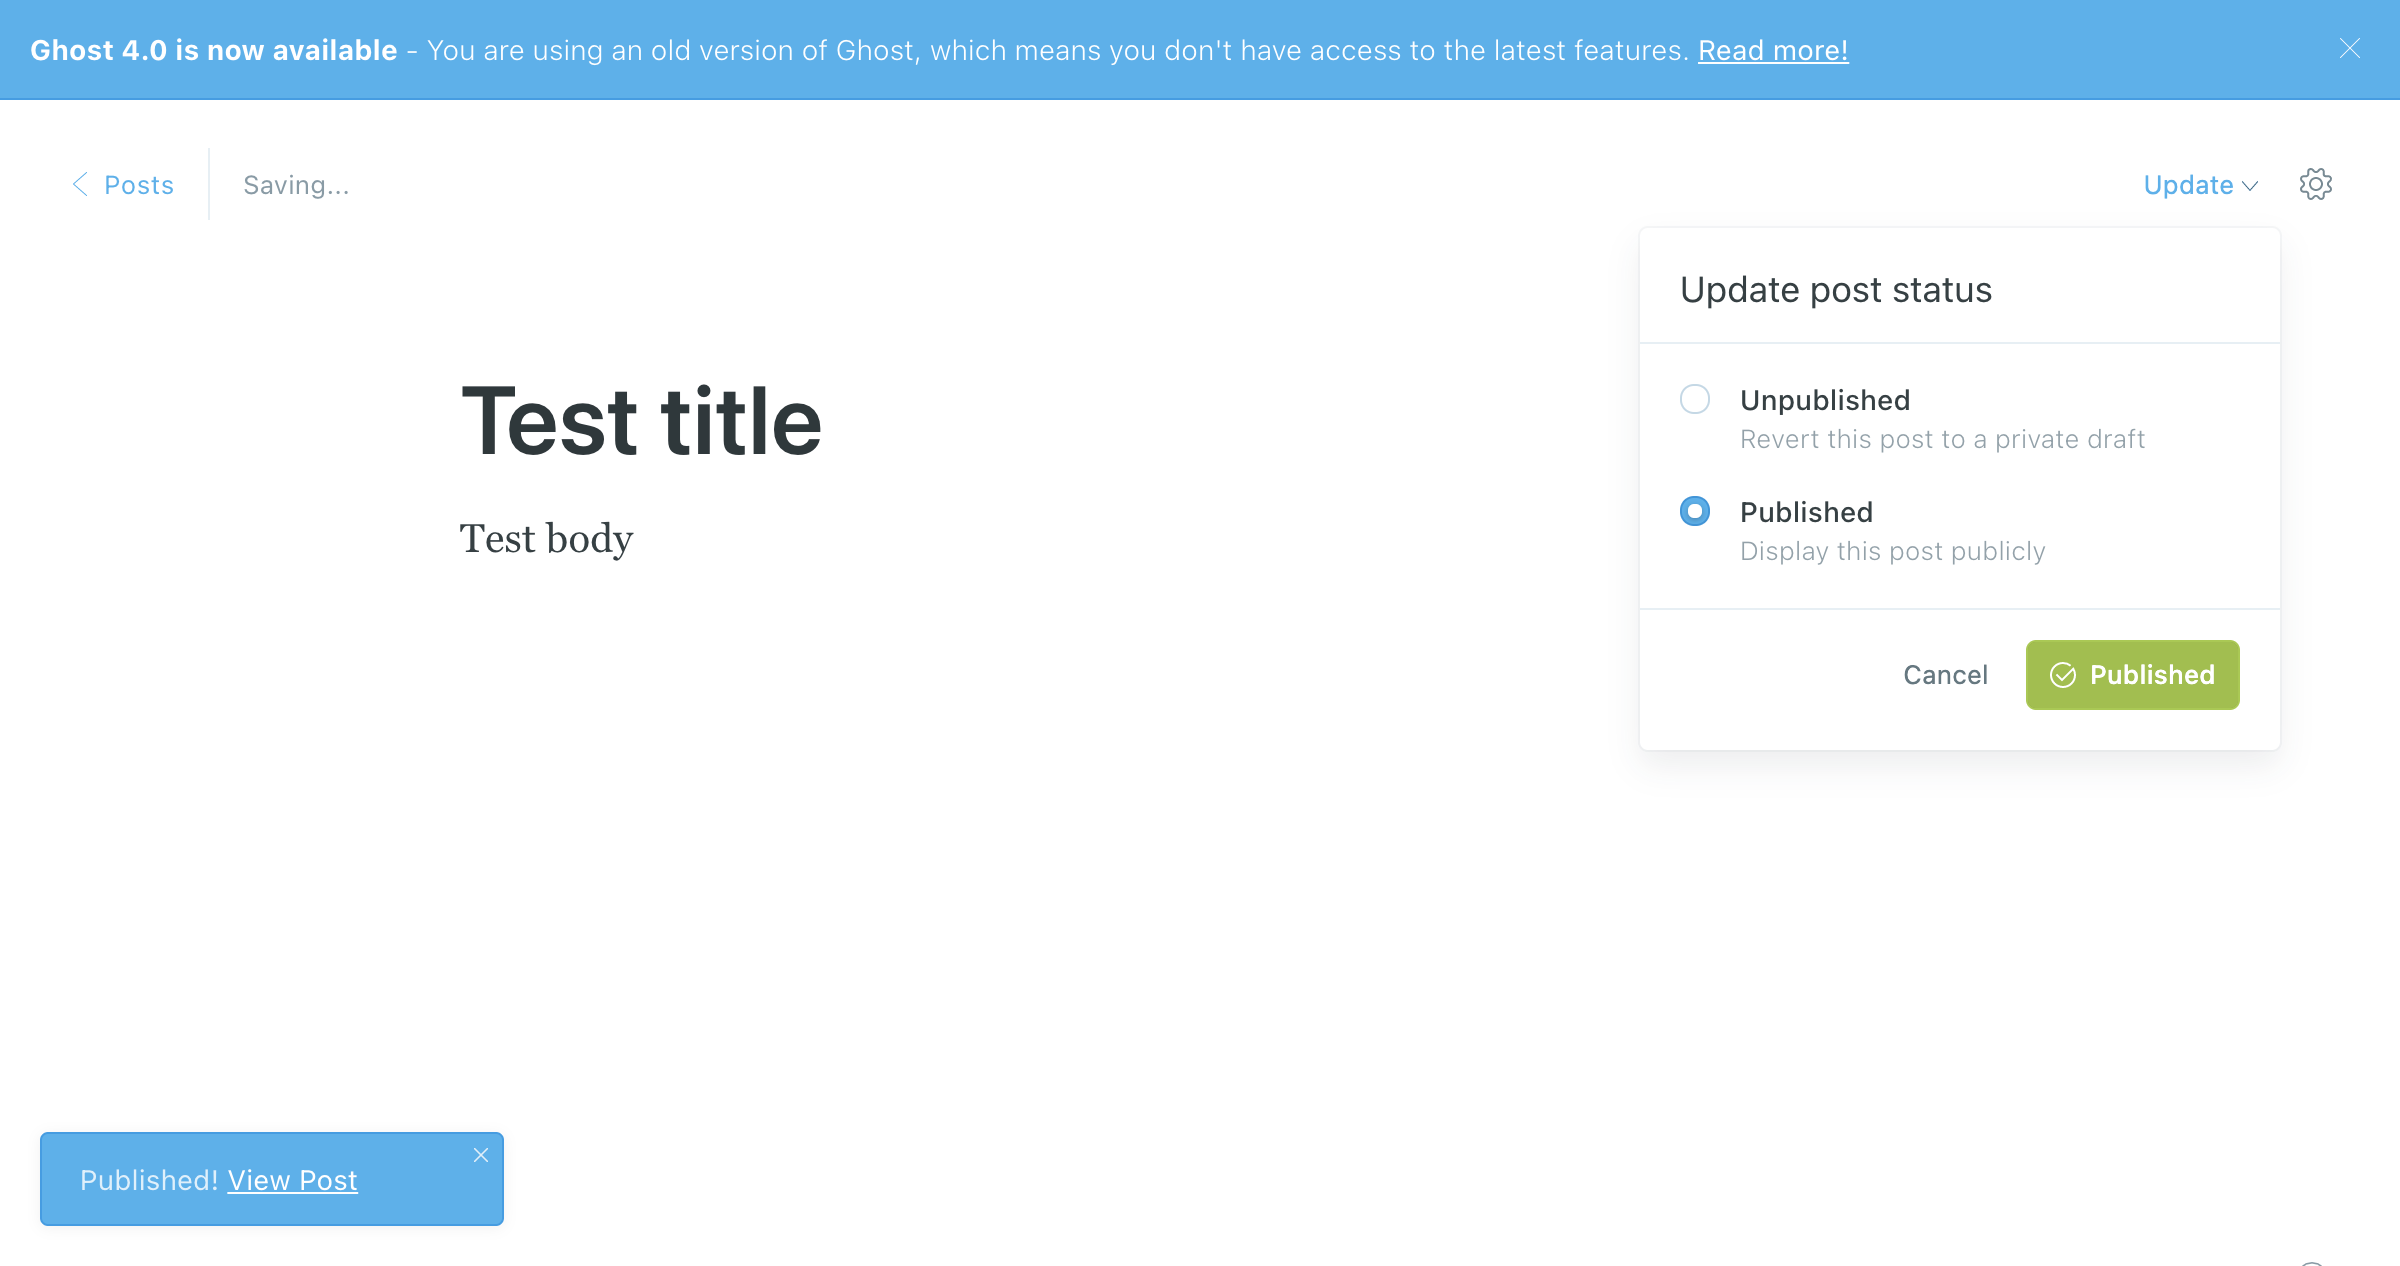 Ghost 4.0 is now available - You are using an old version of Ghost, which means you don't have access to the latest features. Read more!
Posts
Saving...
Update
Update post status
Unpublished
Revert this post to a private draft
Published
Display this post publicly
Cancel
Published
Test title
Test body
Published! View Post